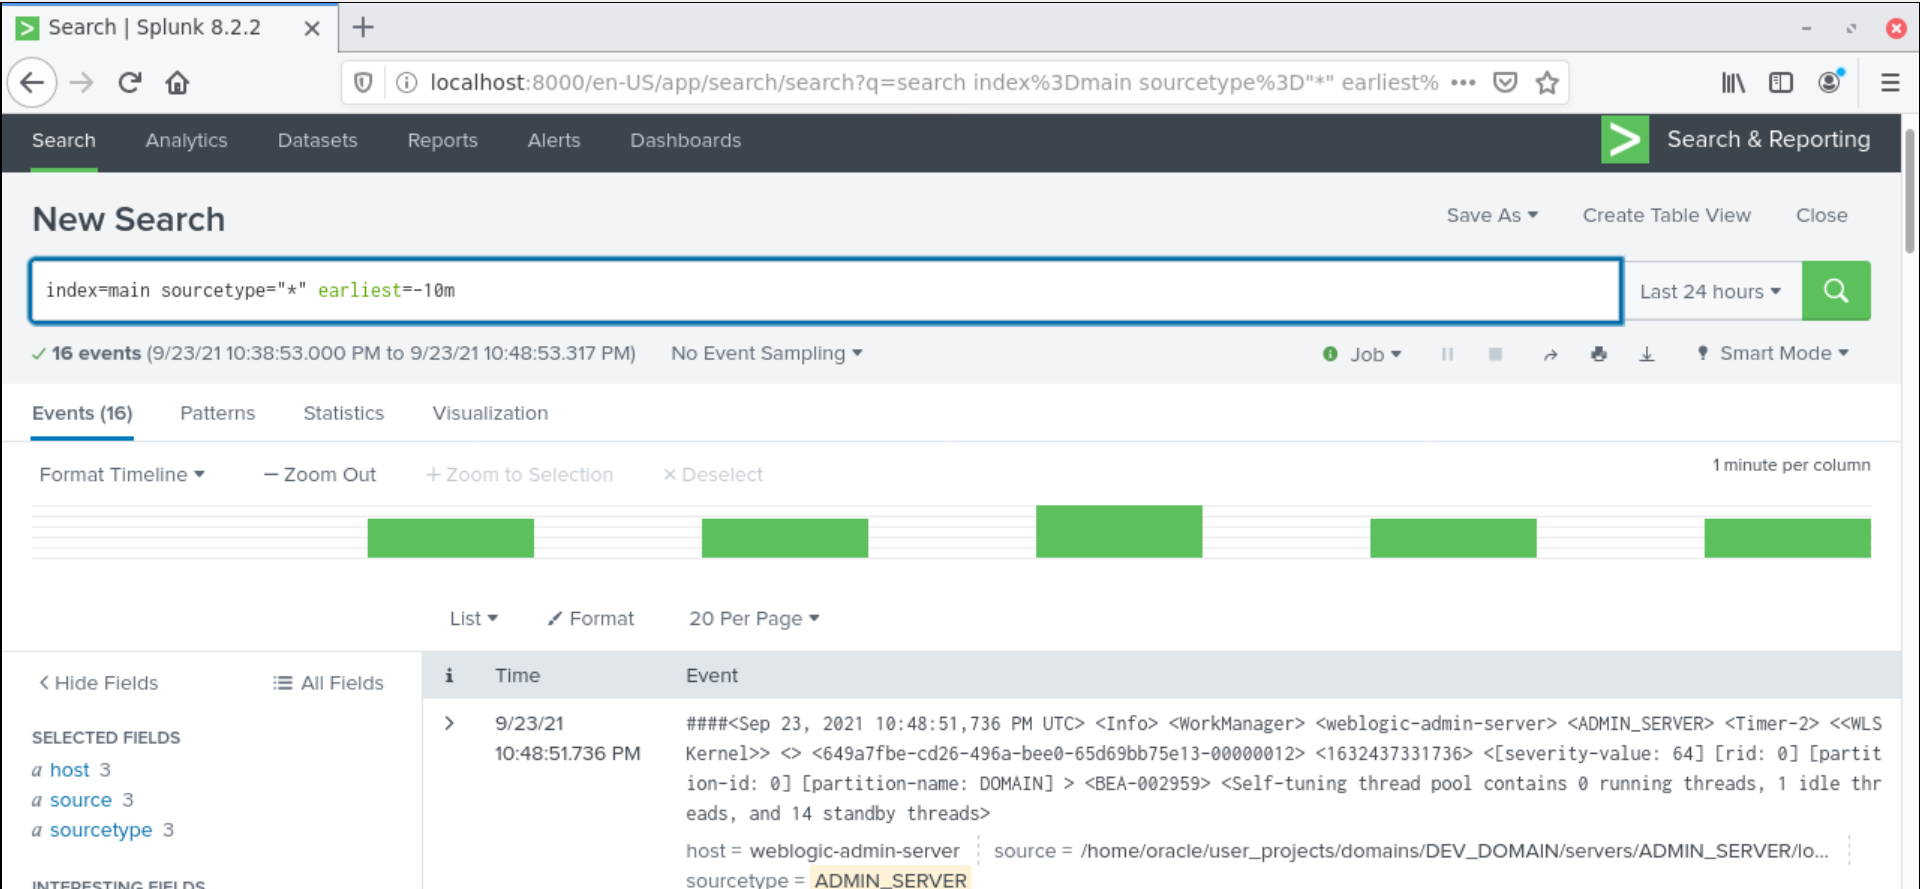 Search | Splunk 8.2.2
localhost:8000/en-US/app/search/search?q=search index%3Dmain sourcetype%3D"*" earliest%
Search Analytics Datasets Reports Alerts Dashboards Search & Reporting
New Search
Save As Create Table View Close
index=main sourcetype="*" earliest=-10m
Last 24 hours
16 events (9/23/21 10:38:53.000 PM to 9/23/21 10:48:53.317 PM) No Event Sampling Job Smart Mode
Events (16) Patterns Statistics Visualization
Format Timeline — Zoom Out + Zoom to Selection × Deselect
1 minute per column
List Format 20 Per Page
Hide Fields All Fields
i Time Event
SELECTED FIELDS
a host 3
a source 3
a sourcetype 3
INTERESTING FIELDS
9/23/21
10:48:51.736 PM
####<Sep 23, 2021 10:48:51,736 PM UTC> <Info> <WorkManager> <weblogic-admin-server> <ADMIN_SERVER> <Timer-2> <<WLS
Kernel>> <> <649a7fbe-cd26-496a-bee0-65d69bb75e13-00000012> <1632437331736> <[severity-value: 64] [rid: 0] [partit
ion-id: 0] [partition-name: DOMAIN] > <BEA-002959> <Self-tuning thread pool contains 0 running threads, 1 idle thr
eads, and 14 standby threads>
host = weblogic-admin-server source = /home/oracle/user_projects/domains/DEV_DOMAIN/servers/ADMIN_SERVER/lo...
sourcetype = ADMIN_SERVER